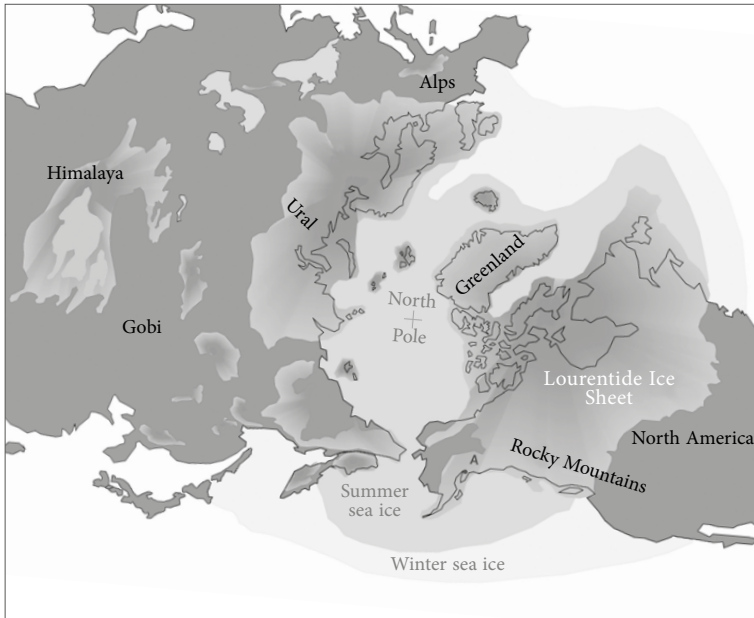 Alps
Himalaya
Ural
Greenland
North
Pole
Gobi
Lourentide Ice
Sheet
North America
A
Rocky Mountains
Summer
sea ice
Winter sea ice